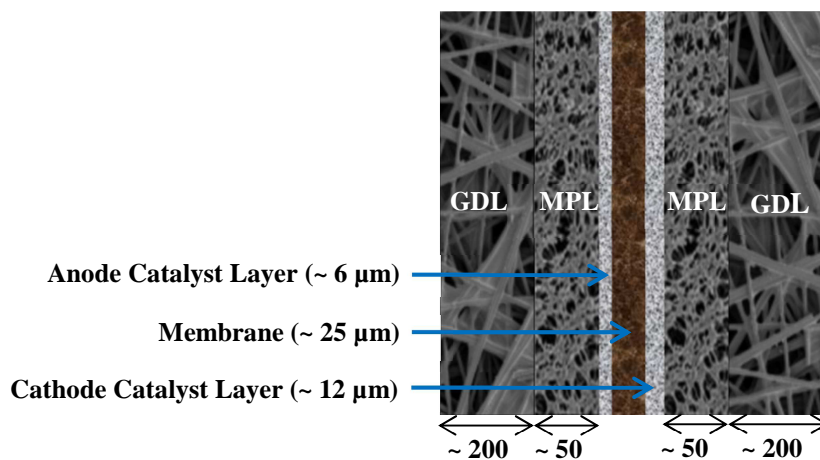 GDL MPL MPL GDL
Anode Catalyst Layer (~ 6 µm)
Membrane (~ 25 µm)
Cathode Catalyst Layer (~ 12 µm)
~ 200 ~ 50 ~ 50 ~ 200